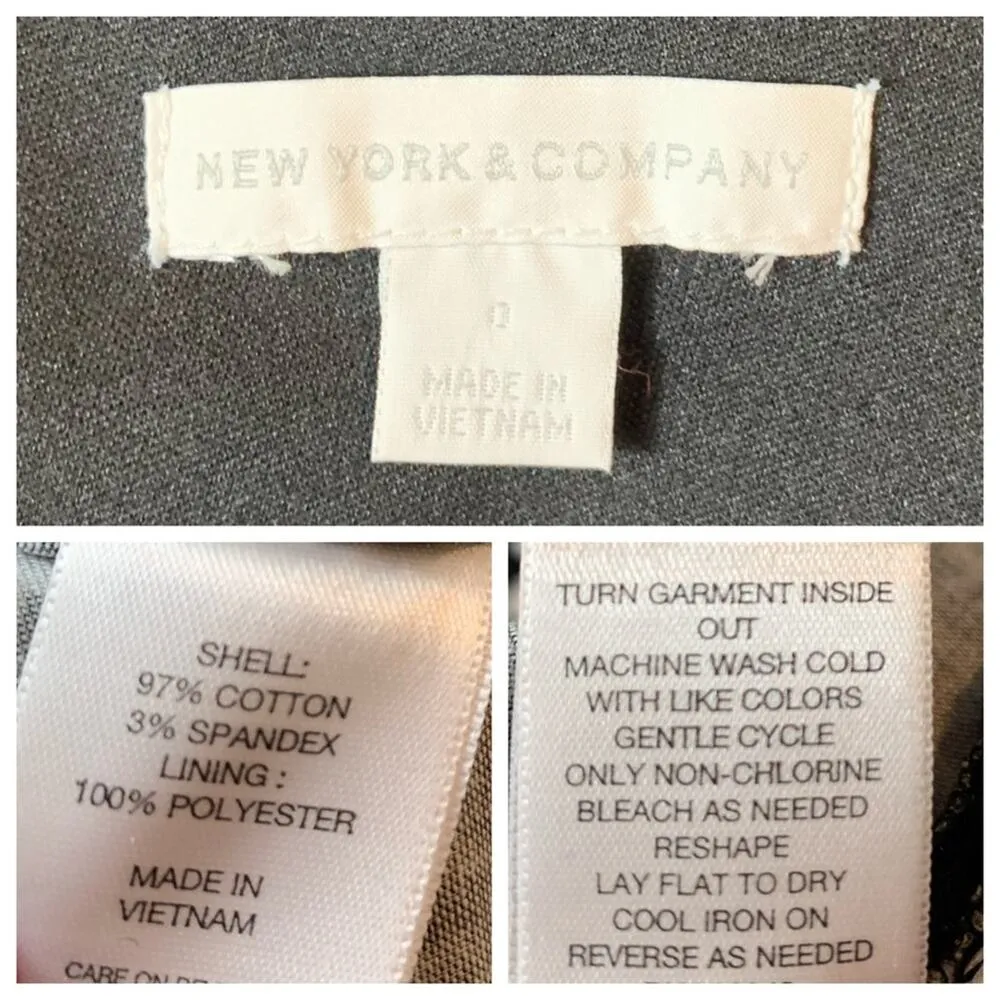 NEW YORK & COMPANY
0
MADE IN
VIETNAM
SHELL:
97% COTTON
3% SPANDEX
LINING :
100% POLYESTER
MADE IN
VIETNAM
CARE ON
TURN GARMENT INSIDE
OUT
MACHINE WASH COLD
WITH LIKE COLORS
GENTLE CYCLE
ONLY NON-CHLORINE
BLEACH AS NEEDED
RESHAPE
LAY FLAT TO DRY
COOL IRON ON
REVERSE AS NEEDED